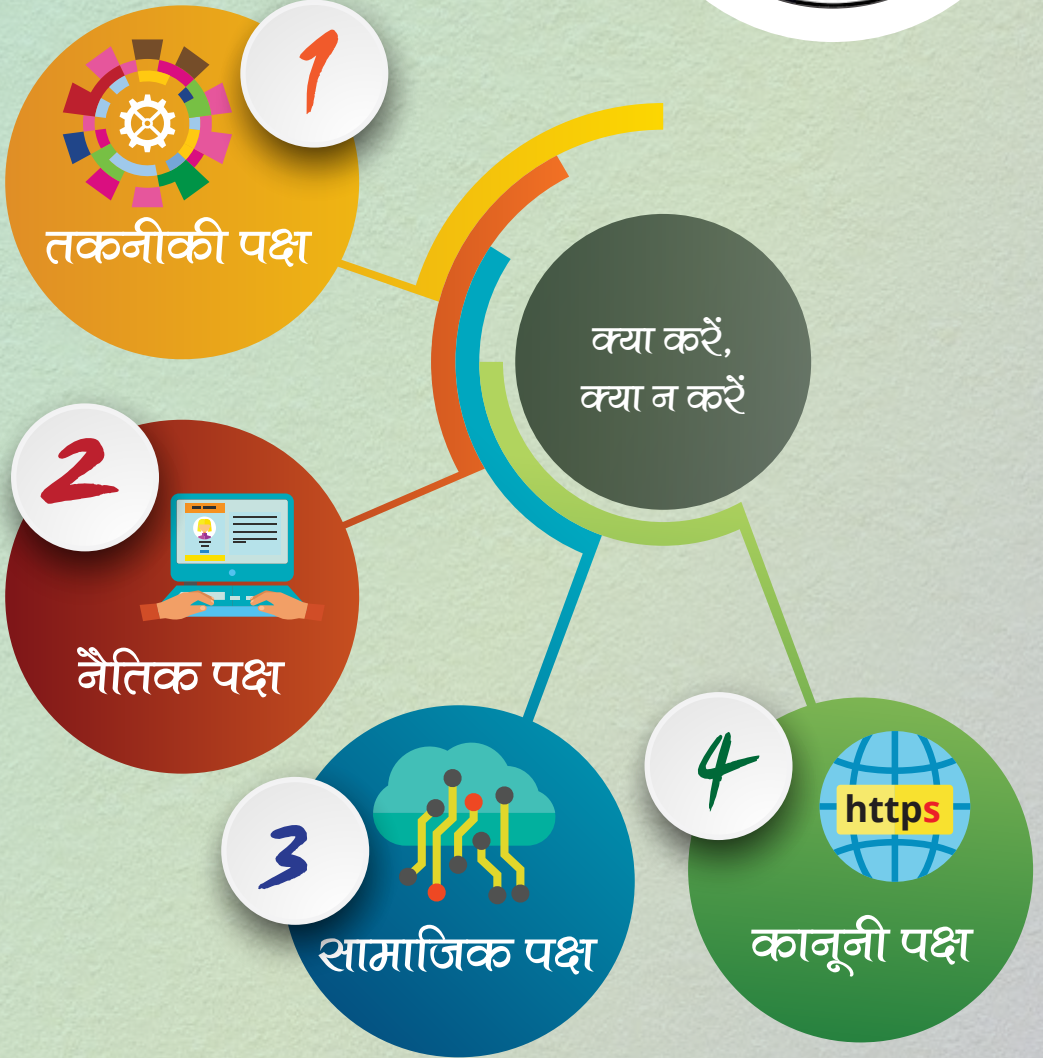 1
तकनीकी पक्ष
क्या करें,
क्या न करें
2
नैतिक पक्ष
3
सामाजिक पक्ष
4
https
कानूनी पक्ष